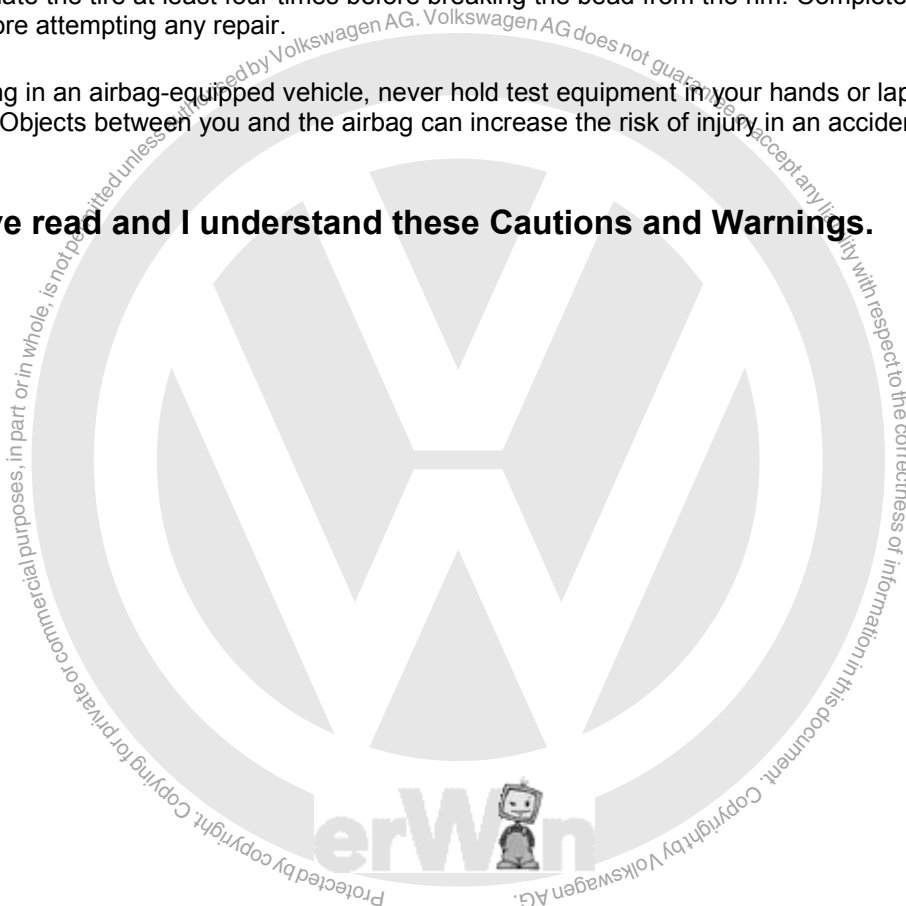 ate the tire at least four times before breaking the bead from the rim. Complete
ore attempting any repair.
ng in an airbag-equipped vehicle, never hold test equipment in your hands or lap
Objects between you and the airbag can increase the risk of injury in an acciden
ve read and I understand these Cautions and Warnings.
Protected by copyright. Copying for private or commercial purposes, in part or in whole, is not permitted unless authorised by Volkswagen AG. Volkswagen AG does not guarantee or accept any liability with respect to the correctness of information in this document. Copyright by Volkswagen AG.
erWin